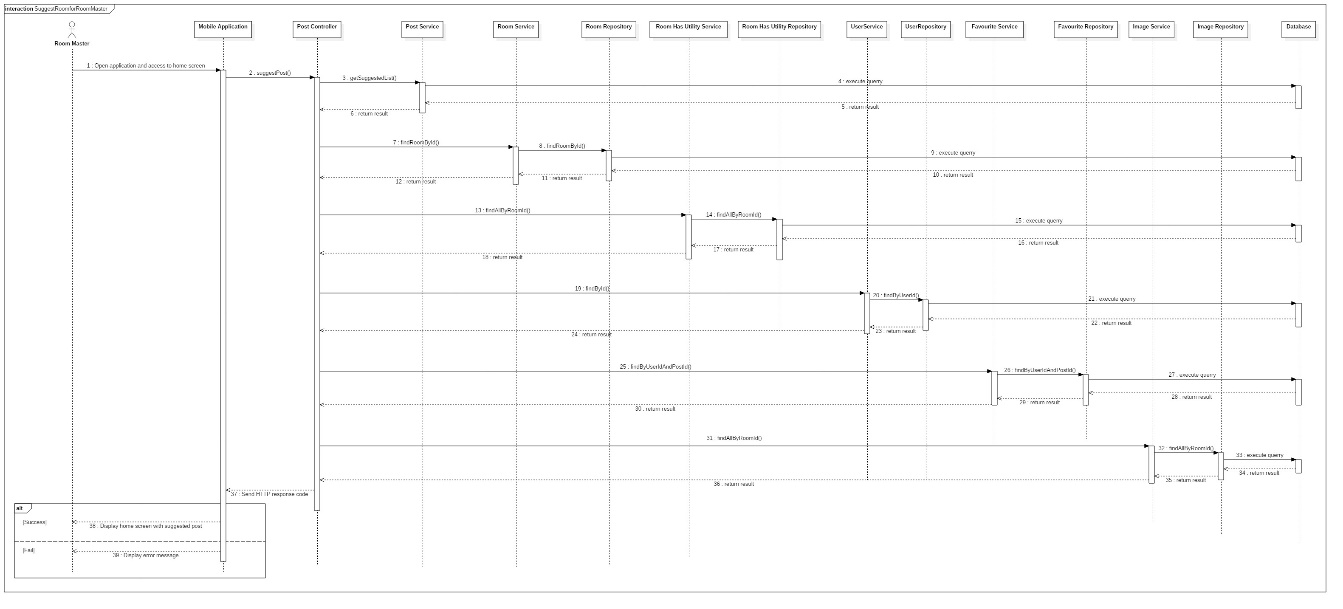 interaction SuggestRoomforRoomMaster
Room Master
Mobile Application
Post Controller
Post Service
Room Service
Room Repository
Room Has Utility Service
Room Has Utility Repository
UserService
UserRepository
Favourite Service
Favourite Repository
Image Service
Image Repository
Database
1 : Open application and access to home screen
2 : suggestPost()
3 : getSuggestedList()
4 : execute querry
5 : return result
6 : return result
7 : findRoomById()
8 : findRoomById()
9 : execute querry
10 : return result
11 : return result
12 : return result
13 : findAllByRoomId()
14 : findAllByRoomId()
15 : execute querry
16 : return result
17 : return result
18 : return result
19 : findById()
20 : findByUserId()
21 : execute querry
22 : return result
23 : return result
24 : return result
25 : findByUserIdAndPostId()
26 : findByUserIdAndPostId()
27 : execute querry
28 : return result
29 : return result
30 : return result
31 : findAllByRoomId()
32 : findAllByRoomId()
33 : execute querry
34 : return result
35 : return result
36 : return result
37 : Send HTTP response code
alt
[Success]
38 : Display home screen with suggested post
[Fail]
39 : Display error message